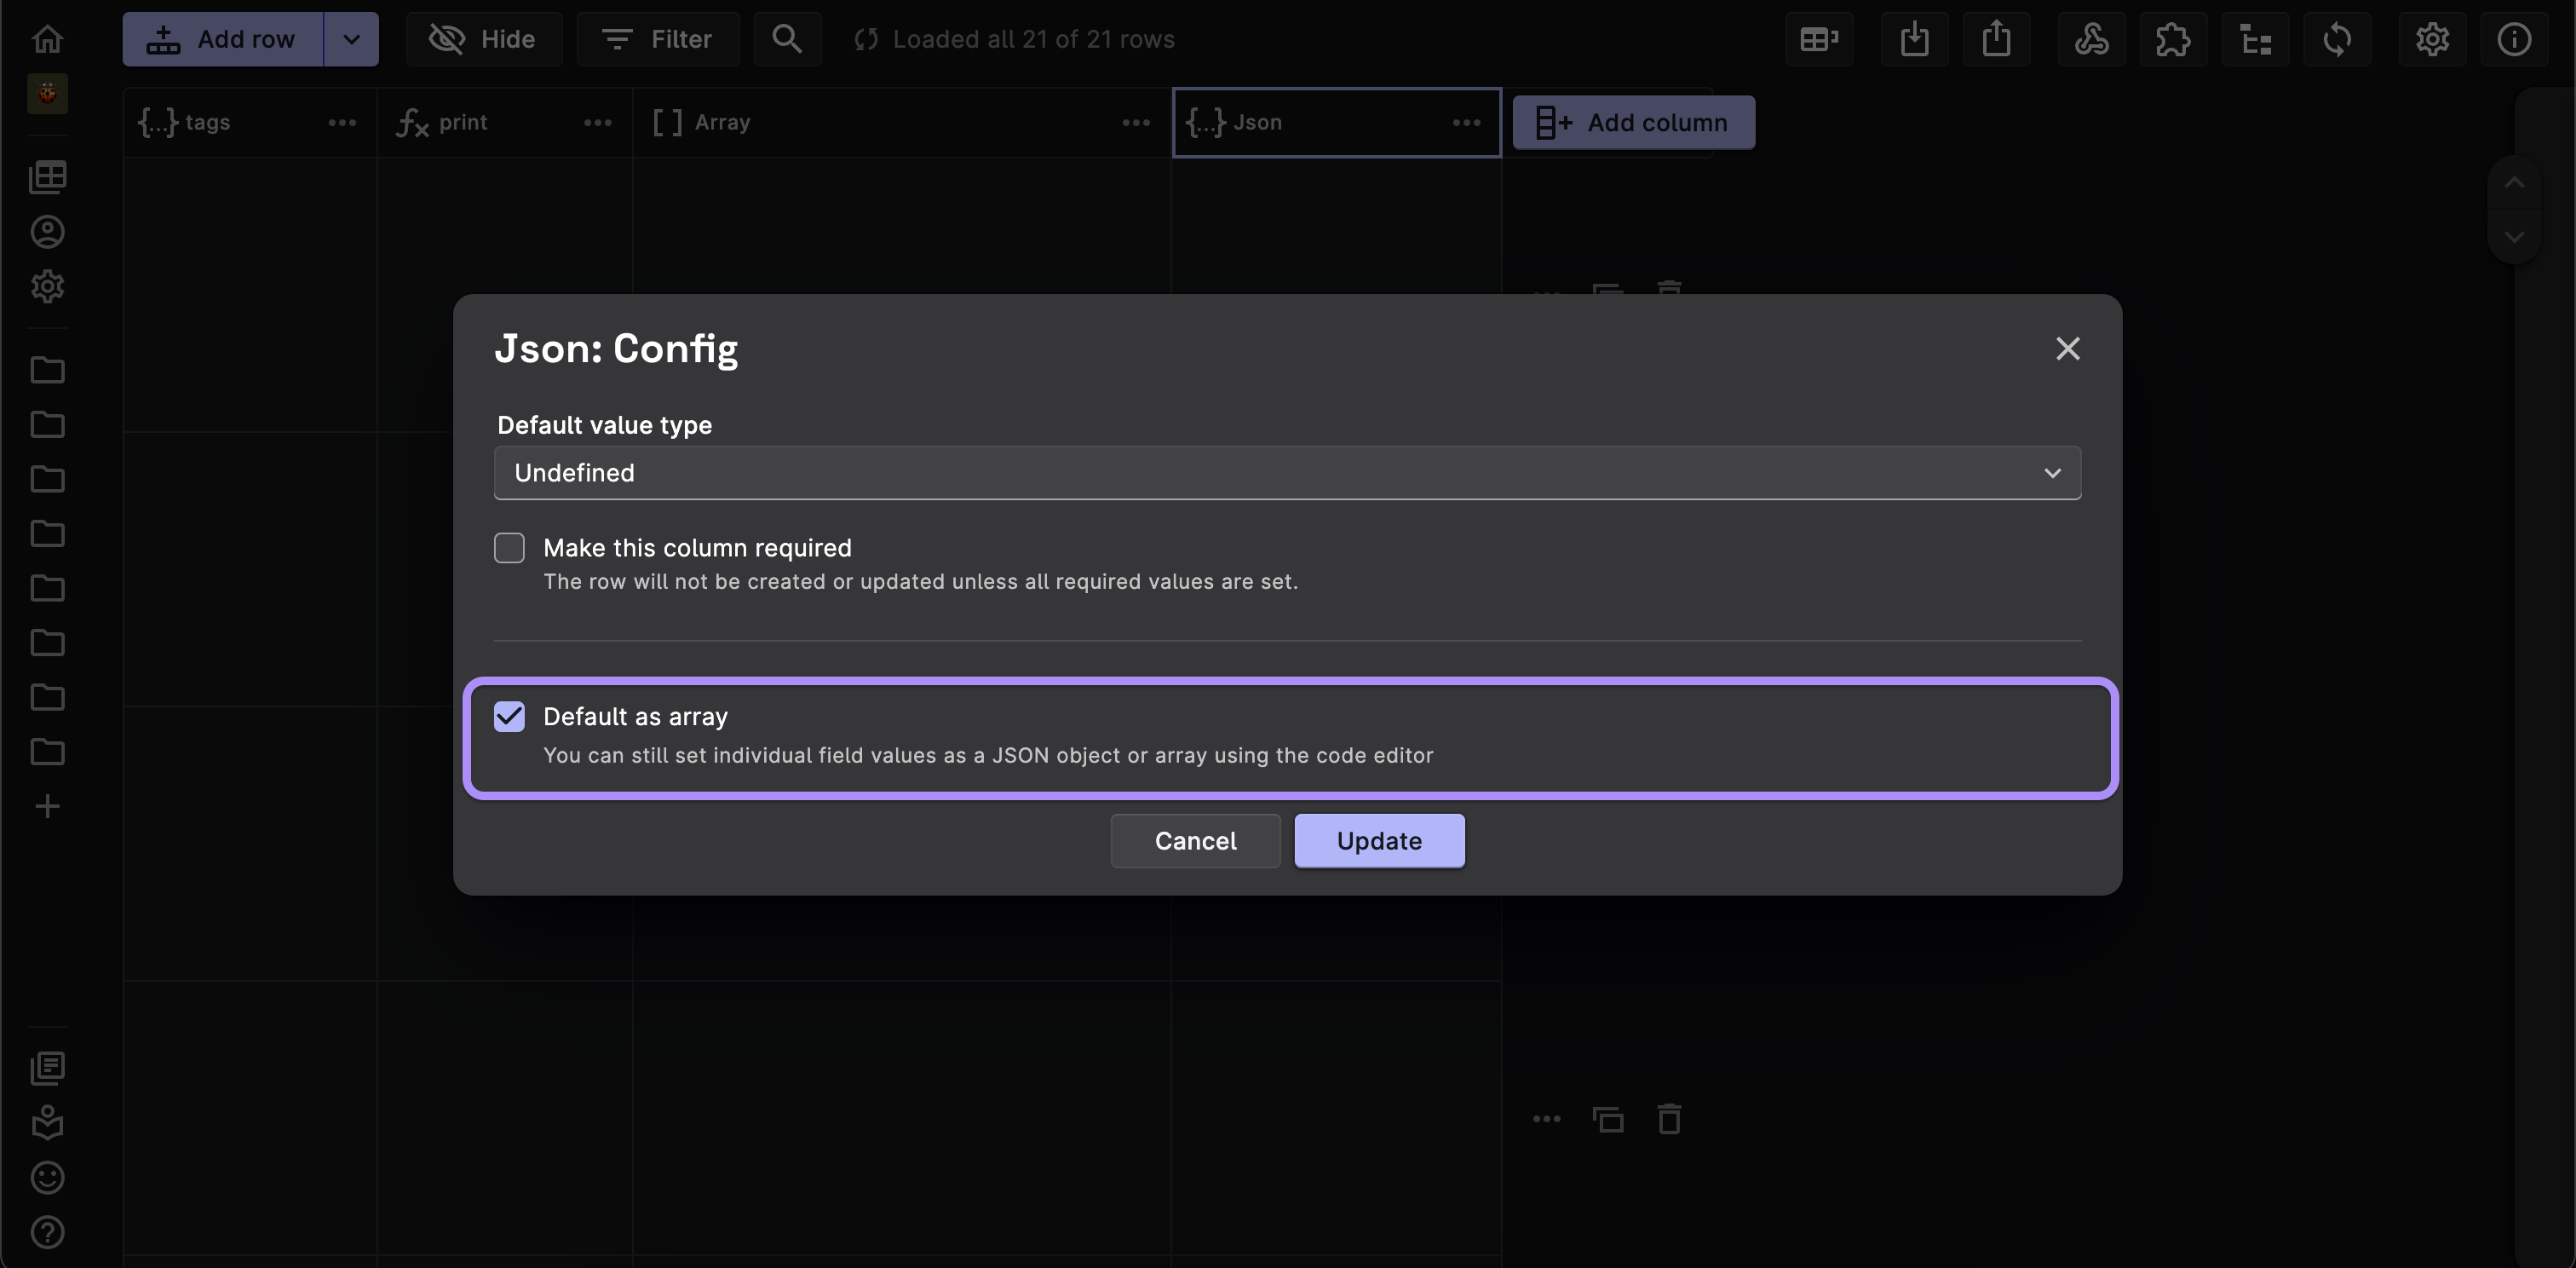 Add row
Hide
Filter
Loaded all 21 of 21 rows
{...} tags
fx print
[ ] Array
{...} Json
Add column
Json: Config
Default value type
Undefined
Make this column required
The row will not be created or updated unless all required values are set.
Default as array
You can still set individual field values as a JSON object or array using the code editor
Cancel
Update